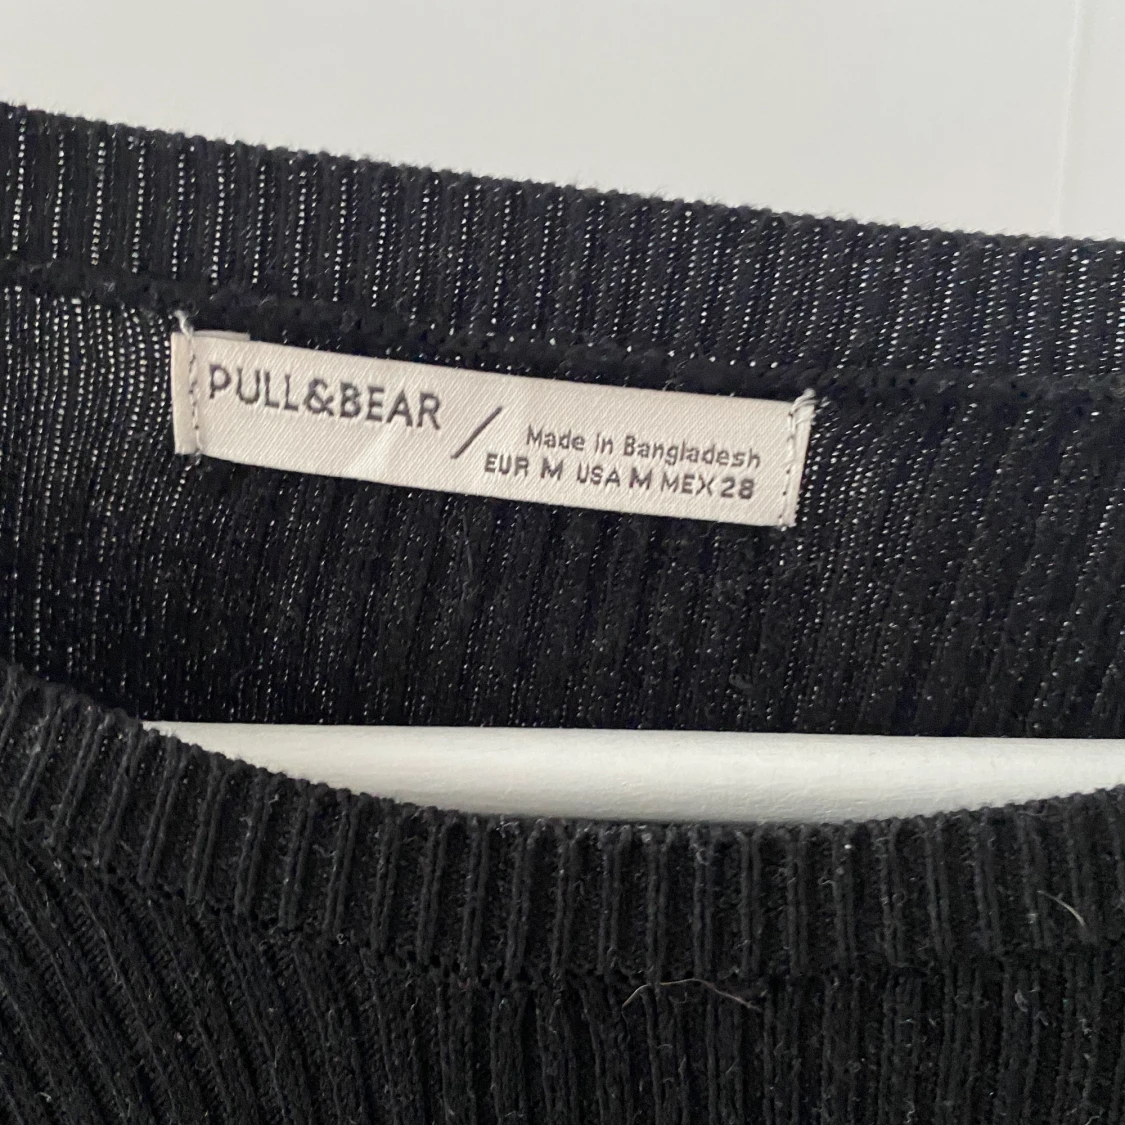 PULL&BEAR /
Made in Bangladesh
EUR M USA M MEX 28